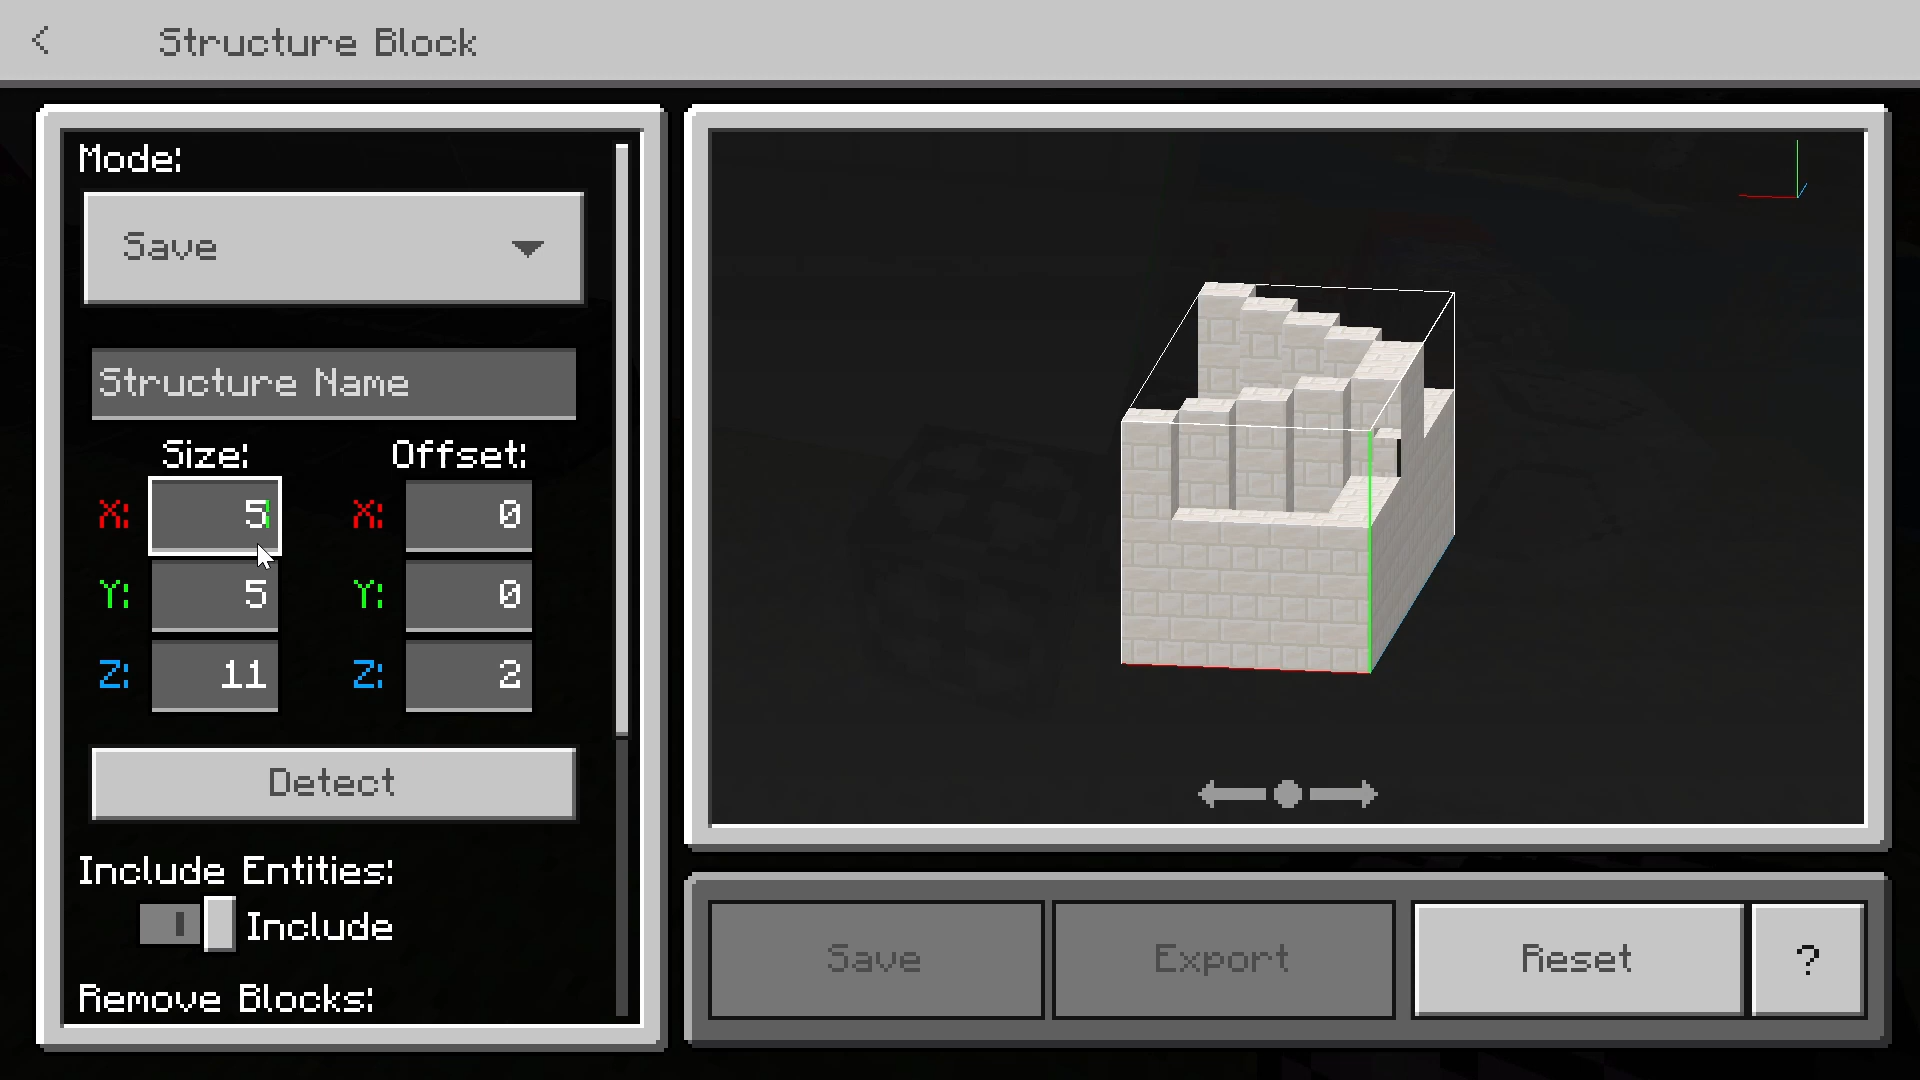 Structure Block
Mode:
Save
Structure Name
Size: Offset:
X: 5 X: 0
Y: 5 Y: 0
Z: 11 Z: 2
Detect
Include Entities:
Include
Remove Blocks:
Save Export Reset ?